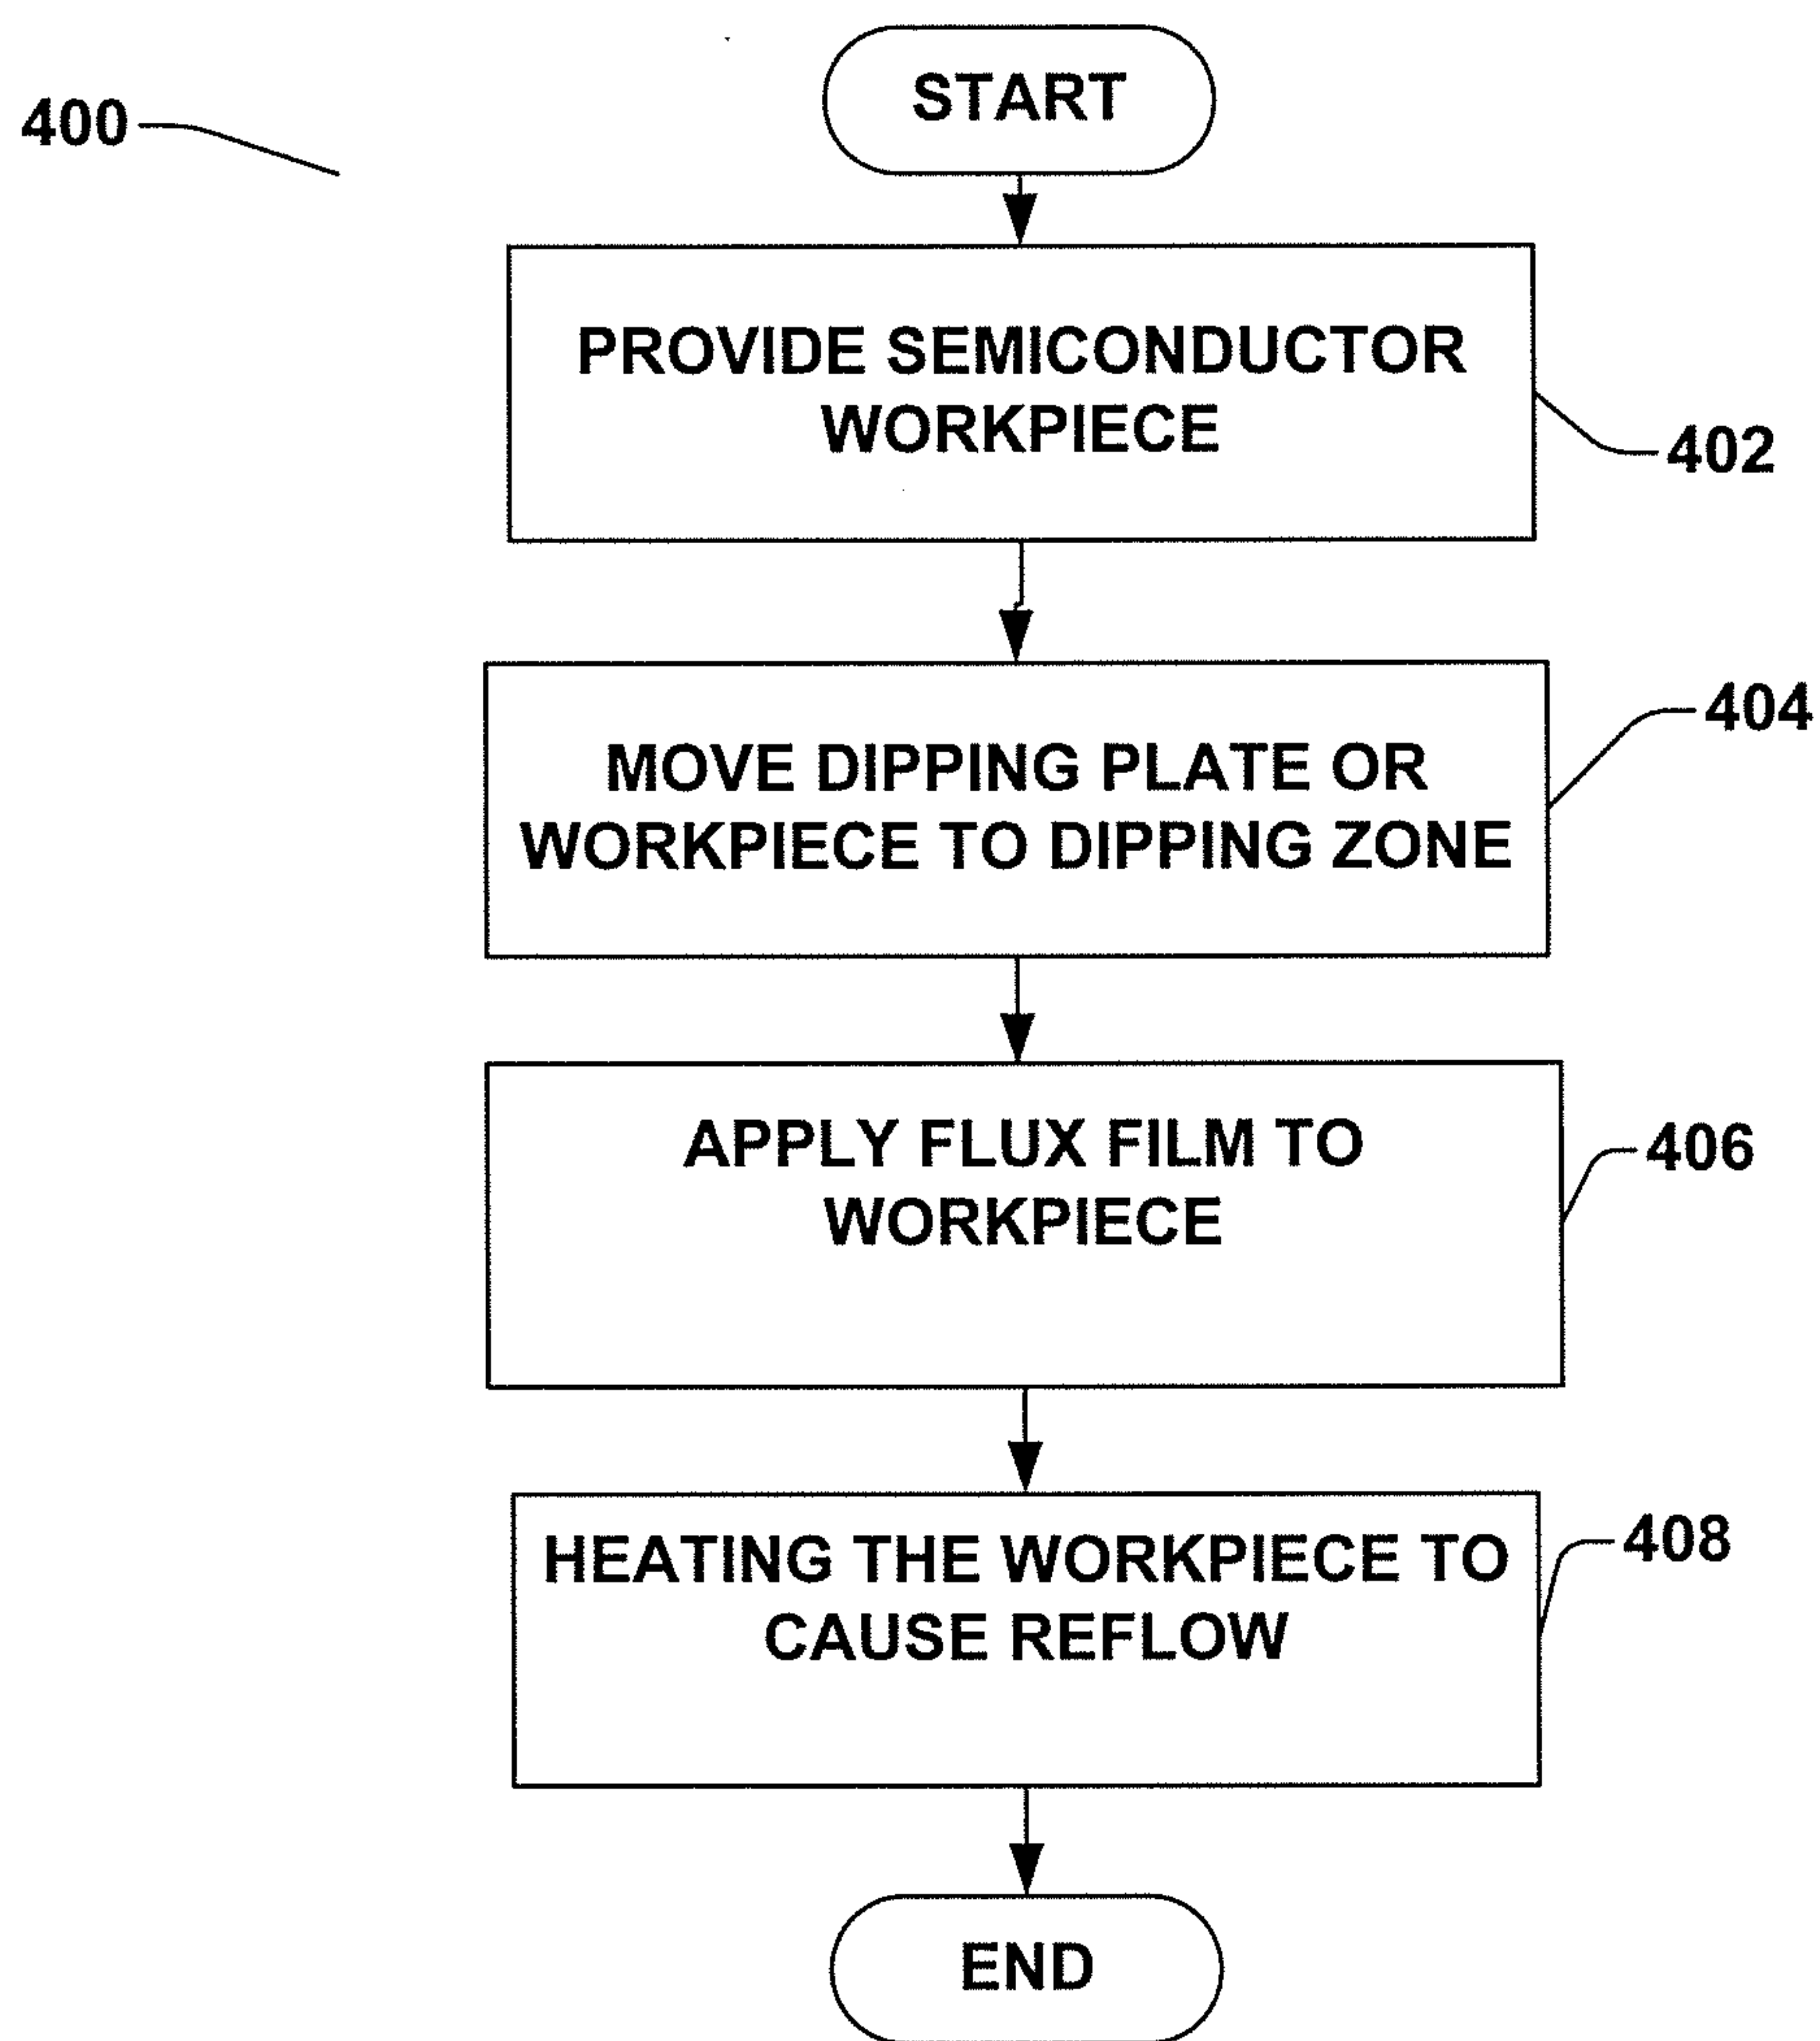 START
400
PROVIDE SEMICONDUCTOR
WORKPIECE
402
404
MOVE DIPPING PLATE OR
WORKPIECE TO DIPPING ZONE
APPLY FLUX FILM TO
WORKPIECE
406
HEATING THE WORKPIECE TO
CAUSE REFLOW
408
END